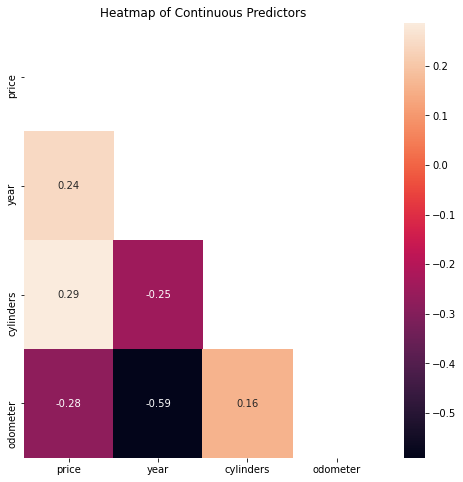 Heatmap of Continuous Predictors
price
year
cylinders
odometer
0.24
0.29
-0.25
-0.28
-0.59
0.16
price
year
cylinders
odometer
0.2
0.1
0.0
−0.1
−0.2
−0.3
−0.4
−0.5